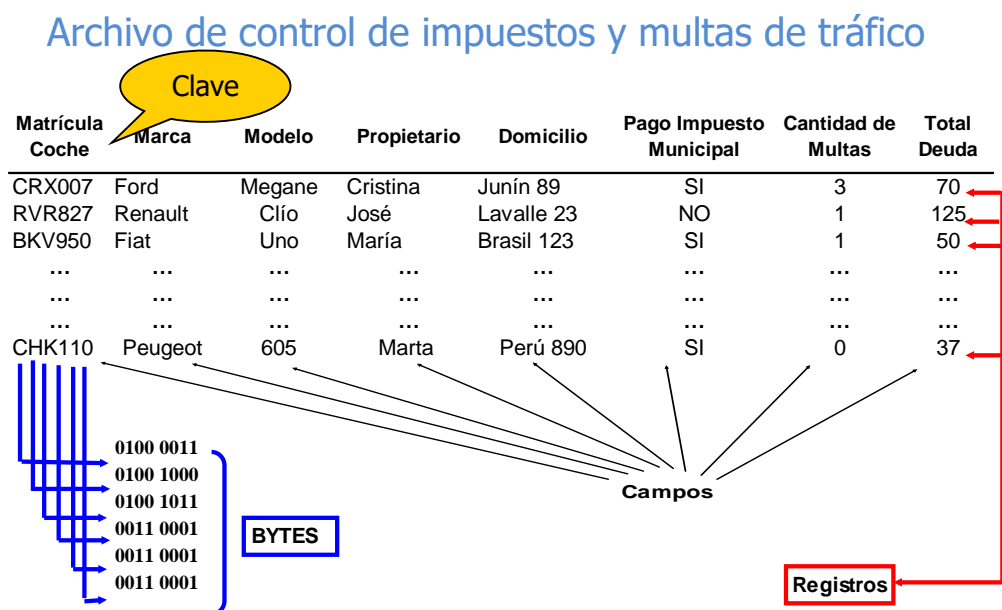 Archivo de control de impuestos y multas de tráfico
Clave
Matrícula Coche Marca Modelo Propietario Domicilio Pago Impuesto Municipal Cantidad de Multas Total Deuda
CRX007 Ford Megane Cristina Junín 89 SI 3 70
RVR827 Renault Clío José Lavalle 23 NO 1 125
BKV950 Fiat Uno María Brasil 123 SI 1 50
... ... ... ... ... ... ... ...
... ... ... ... ... ... ... ...
... ... ... ... ... ... ... ...
CHK110 Peugeot 605 Marta Perú 890 SI 0 37
0100 0011
0100 1000
0100 1011
0011 0001
0011 0001
0011 0001
BYTES
Campos
Registros